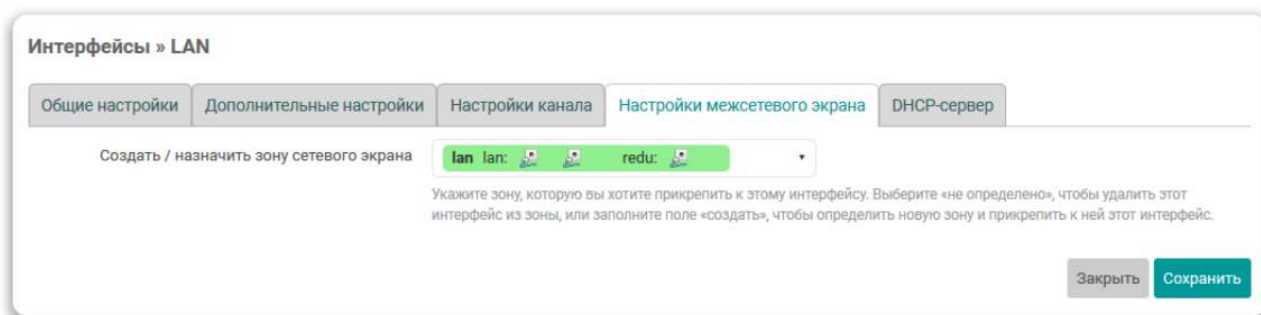 Интерфейсы » LAN
Общие настройки Дополнительные настройки Настройки канала Настройки межсетевого экрана DHCP-сервер
Создать / назначить зону сетевого экрана lan lan: redu:
Укажите зону, которую вы хотите прикрепить к этому интерфейсу. Выберите «не определено», чтобы удалить этот
интерфейс из зоны, или заполните поле «создать», чтобы определить новую зону и прикрепить к ней этот интерфейс.
Закрыть Сохранить